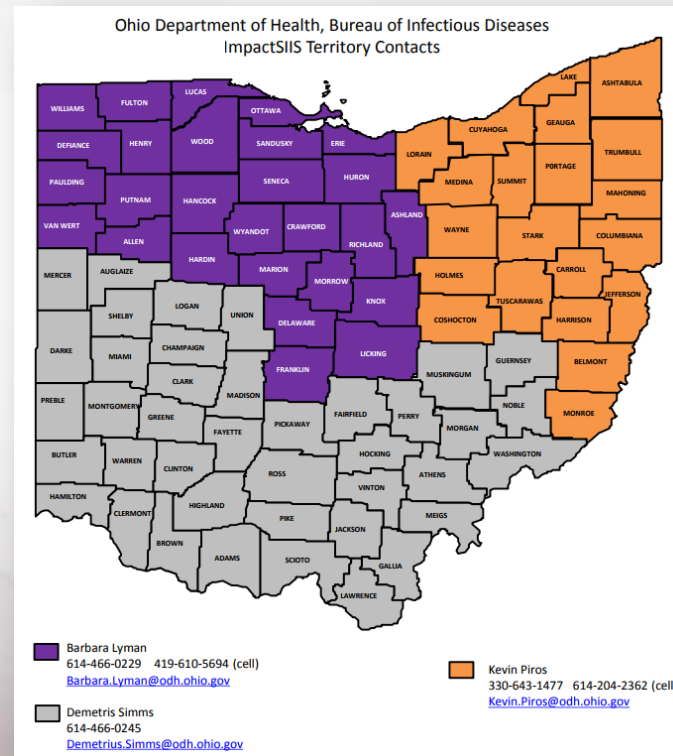 Ohio Department of Health, Bureau of Infectious Diseases
ImpactSIIS Territory Contacts
WILLIAMS
FULTON
LUCAS
OTTAWA
DEFIANCE
HENRY
WOOD
SANDUSKY
ERIE
PAULDING
PUTNAM
HANCOCK
SENECA
HURON
VAN WERT
ALLEN
WYANDOT
CRAWFORD
RICHLAND
ASHLAND
HARDIN
MARION
MORROW
KNOX
DELAWARE
LICKING
FRANKLIN
LAKE
ASHTABULA
GEAUGA
CUYAHOGA
LORAIN
MEDINA
SUMMIT
PORTAGE
TRUMBULL
MAHONING
WAYNE
STARK
COLUMBIANA
HOLMES
CARROLL
TUSCARAWAS
JEFFERSON
COSHOCTON
HARRISON
BELMONT
MONROE
MERCER
AUGLAIZE
LOGAN
UNION
SHELBY
DARKE
MIAMI
CHAMPAIGN
CLARK
MADISON
PREBLE
MONTGOMERY
GREENE
FAYETTE
PICKAWAY
FAIRFIELD
PERRY
MUSKINGUM
GUERNSEY
NOBLE
MORGAN
WASHINGTON
BUTLER
WARREN
CLINTON
ROSS
HOCKING
VINTON
ATHENS
HAMILTON
CLERMONT
HIGHLAND
PIKE
JACKSON
MEIGS
BROWN
ADAMS
SCIOTO
GALLIA
LAWRENCE
Barbara Lyman
614-466-0229 419-610-5694 (cell)
Barbara.Lyman@odh.ohio.gov
Kevin Piros
330-643-1477 614-204-2362 (cell
Kevin.Piros@odh.ohio.gov
Demetris Simms
614-466-0245
Demetrius.Simms@odh.ohio.gov